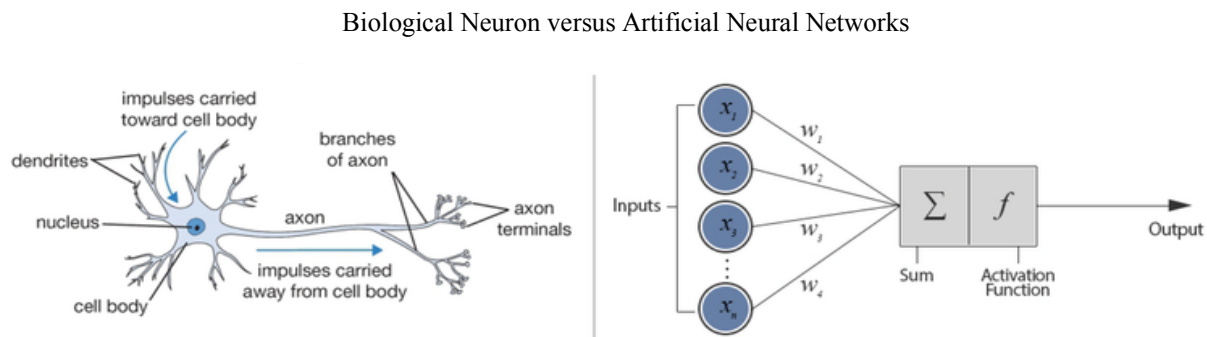 Biological Neuron versus Artificial Neural Networks
impulses carried
toward cell body
dendrites
nucleus
cell body
axon
impulses carried
away from cell body
branches
of axon
axon
terminals
Inputs
x₁
x₂
x₃
xₙ
w₁
w₂
w₃
w₄
Σ
f
Sum
Activation
Function
Output